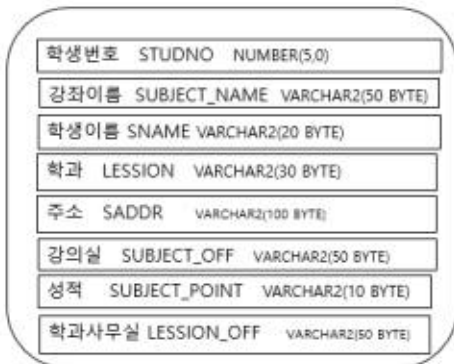 학생번호 STUDNO NUMBER(5,0)
강좌이름 SUBJECT_NAME VARCHAR2(50 BYTE)
학생이름 SNAME VARCHAR2(20 BYTE)
학과 LESSION VARCHAR2(30 BYTE)
주소 SADDR VARCHAR2(100 BYTE)
강의실 SUBJECT_OFF VARCHAR2(50 BYTE)
성적 SUBJECT_POINT VARCHAR2(10 BYTE)
학과사무실 LESSION_OFF VARCHAR2(50 BYTE)